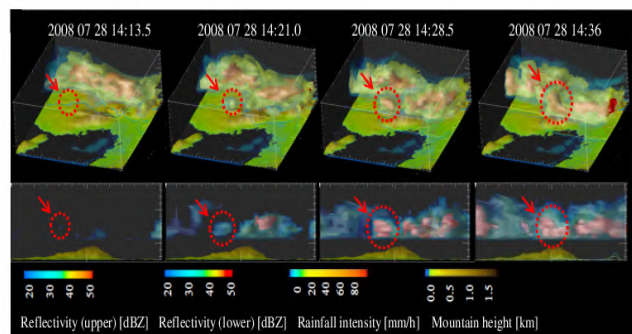 2008 07 28 14:13.5 2008 07 28 14:21.0 2008 07 28 14:28.5 2008 07 28 14:36
20 30 40 50 20 30 40 50 0 20 40 60 80 0.0 0.5 1.0 1.5
Reflectivity (upper) [dBZ] Reflectivity (lower) [dBZ] Rainfall intensity [mm/h] Mountain height [km]